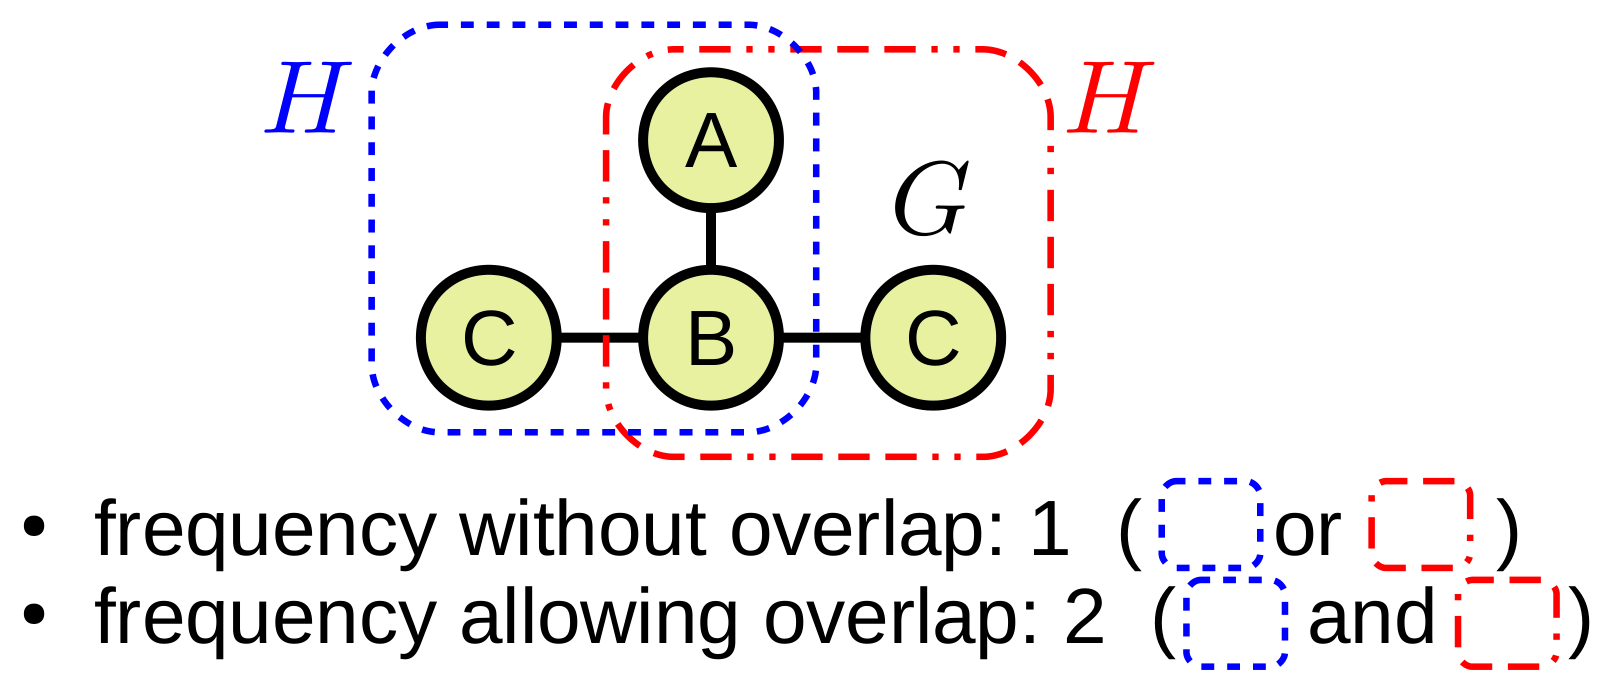 H H
A
G
C B C
• frequency without overlap: 1 ( or )
• frequency allowing overlap: 2 ( and )